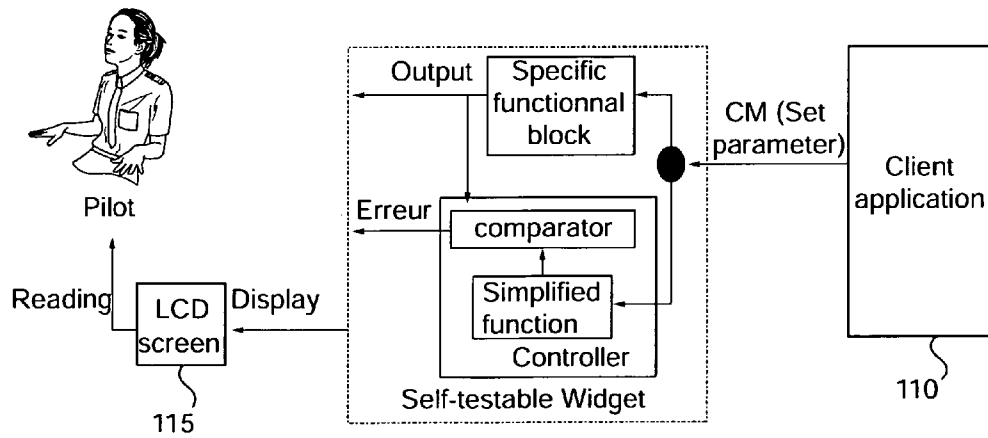 Output
Specific
functionnal
block
CM (Set
parameter)
Client
application
Pilot
Erreur
comparator
Reading
LCD
screen
Display
Simplified
function
Controller
Self-testable Widget
115
110